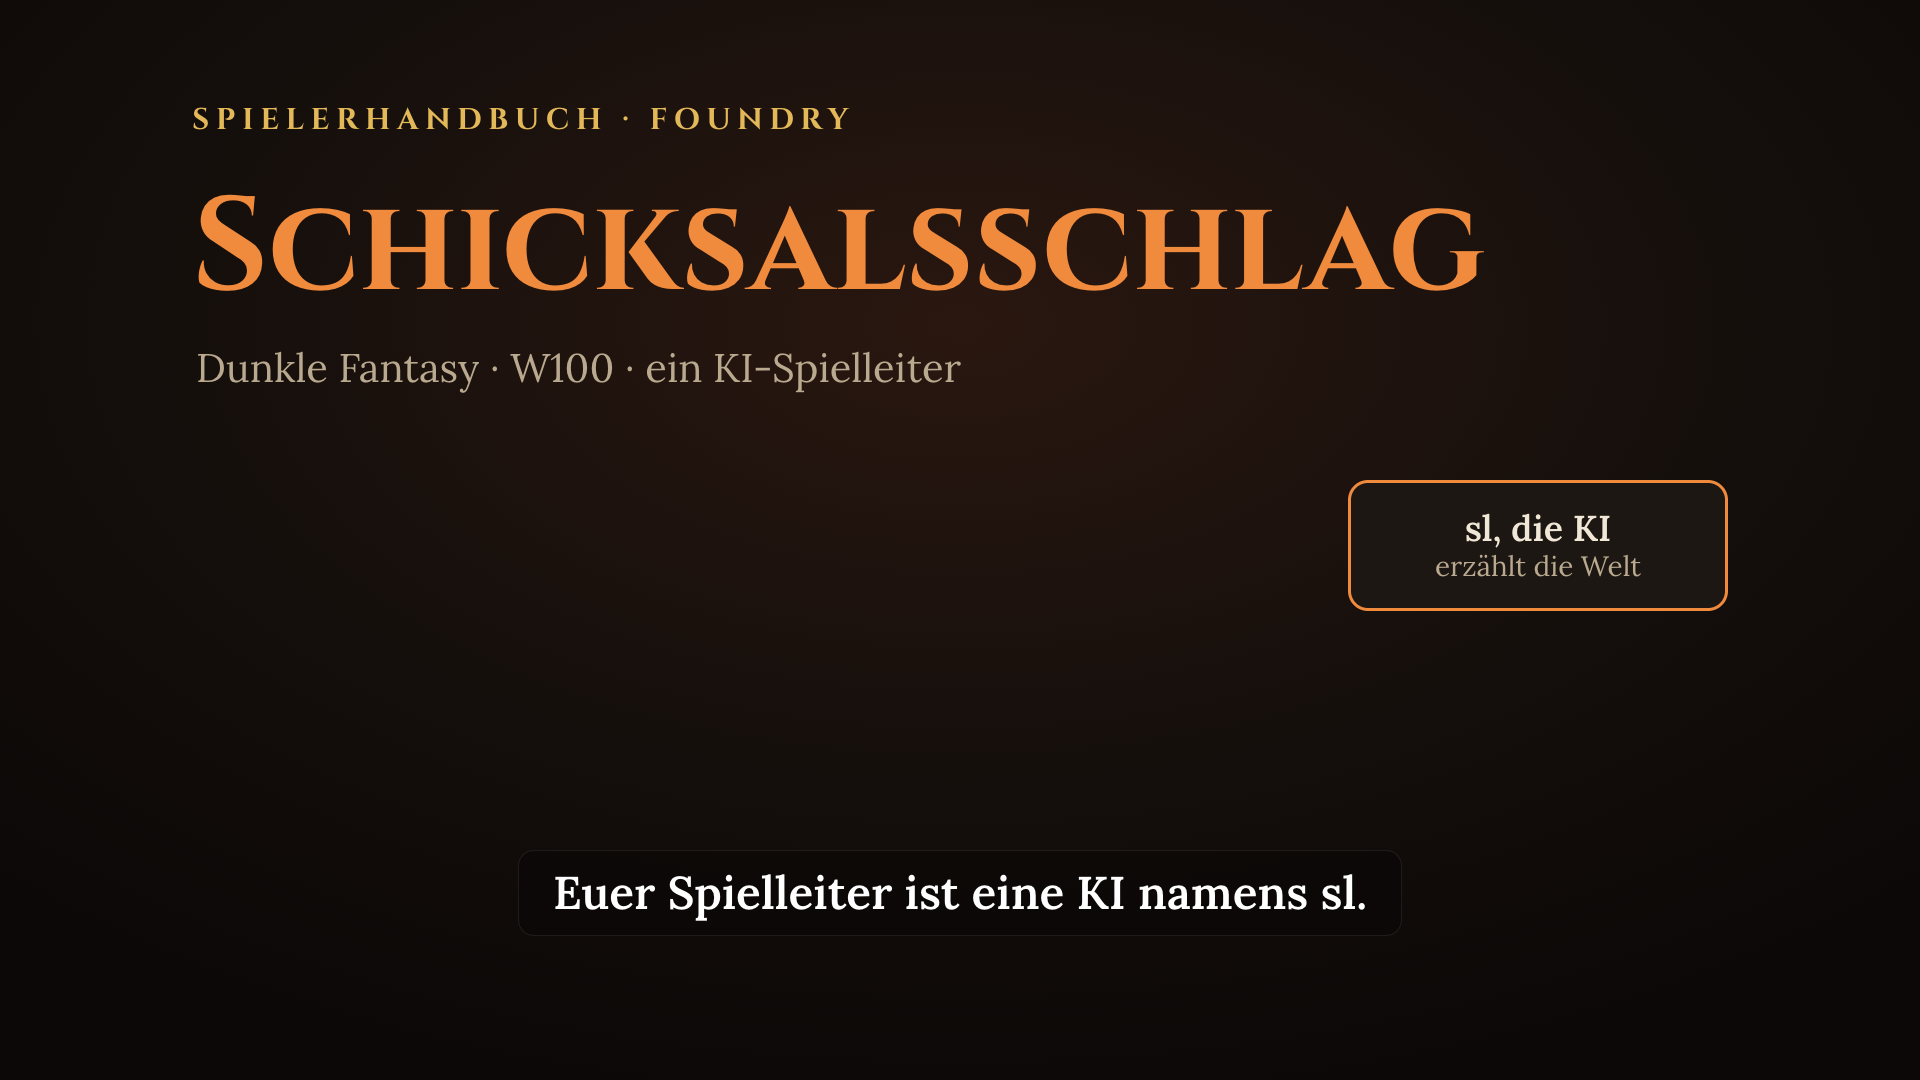 SPIELERHANDBUCH · FOUNDRY
SCHICKSALSSCHLAG
Dunkle Fantasy · W100 · ein KI-Spielleiter
sl, die KI
erzählt die Welt
Euer Spielleiter ist eine KI namens sl.